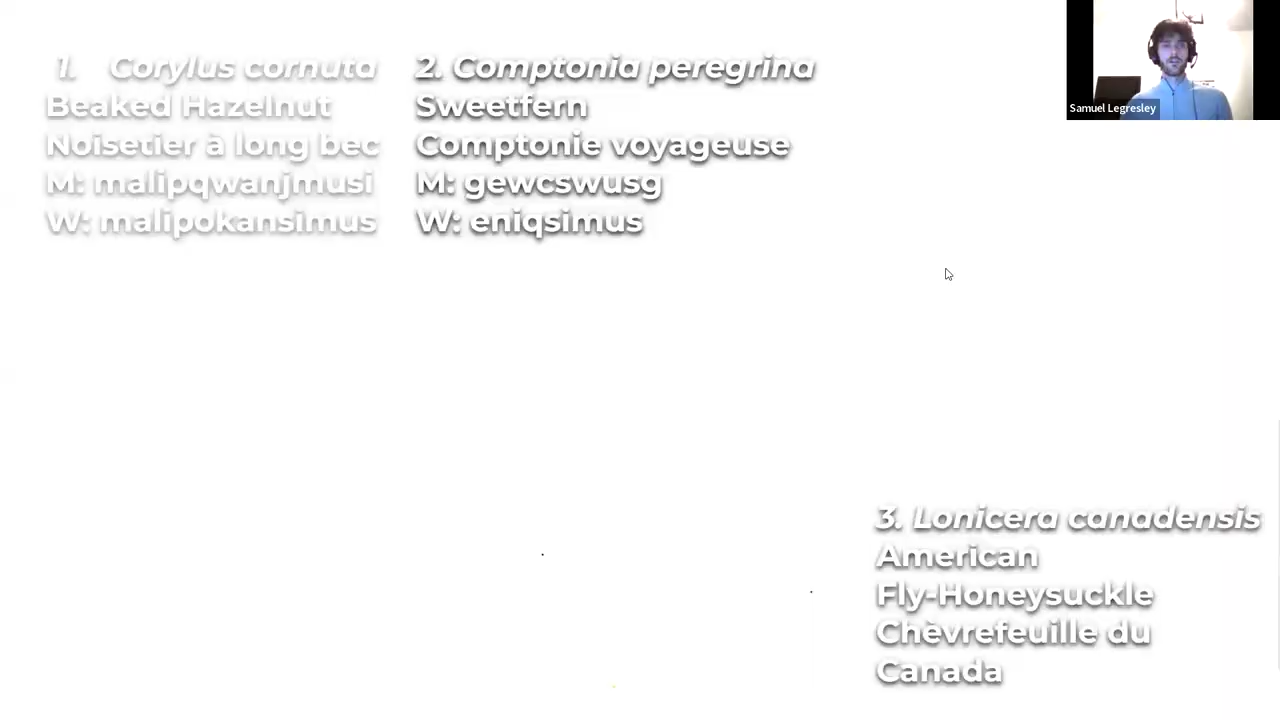 1. Corylus cornuta
Beaked Hazelnut
Noisetier à long bec
M: malipqwanjmusi
W: malipokansimus
2. Comptonia peregrina
Sweetfern
Comptonie voyageuse
M: gewcswusg
W: eniqsimus
Samuel Legresley
3. Lonicera canadensis
American
Fly-Honeysuckle
Chèvrefeuille du
Canada